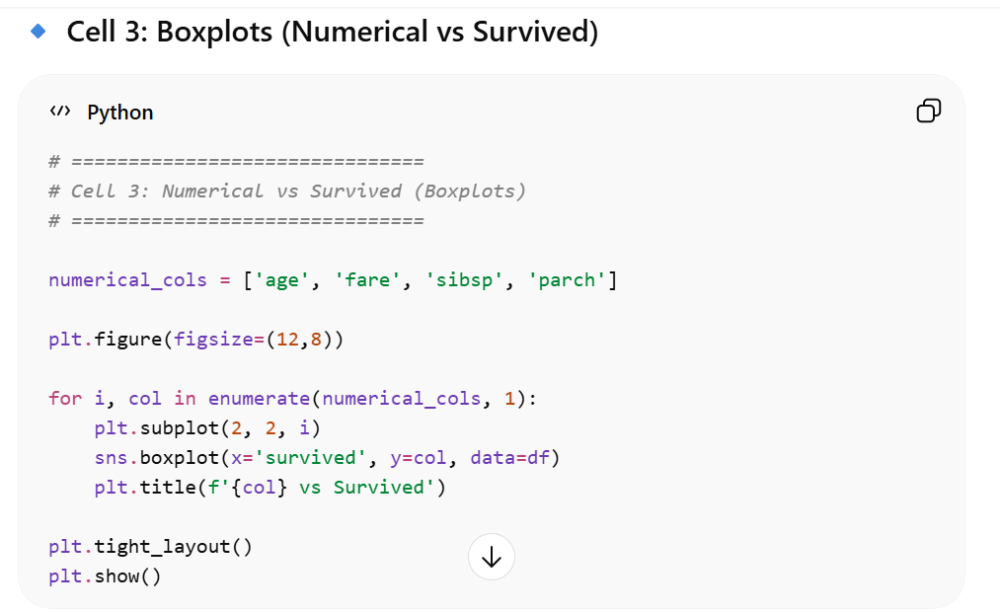 Cell 3: Boxplots (Numerical vs Survived)
Python
# ===============================
# Cell 3: Numerical vs Survived (Boxplots)
# ===============================
numerical_cols = ['age', 'fare', 'sibsp', 'parch']
plt.figure(figsize=(12,8))
for i, col in enumerate(numerical_cols, 1):
    plt.subplot(2, 2, i)
    sns.boxplot(x='survived', y=col, data=df)
    plt.title(f'{col} vs Survived')
plt.tight_layout()
plt.show()